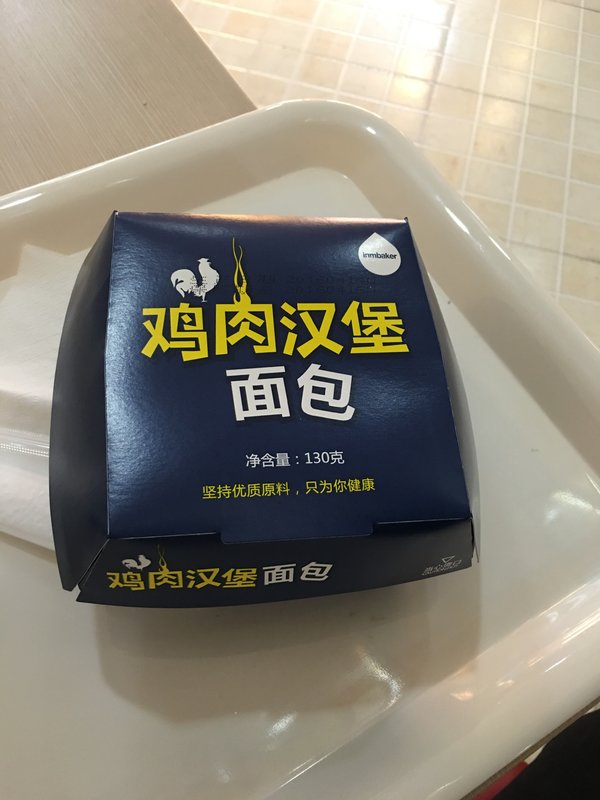 inmbaker
鸡肉汉堡
面包
净含量：130克
坚持优质原料，只为你健康
鸡肉汉堡面包